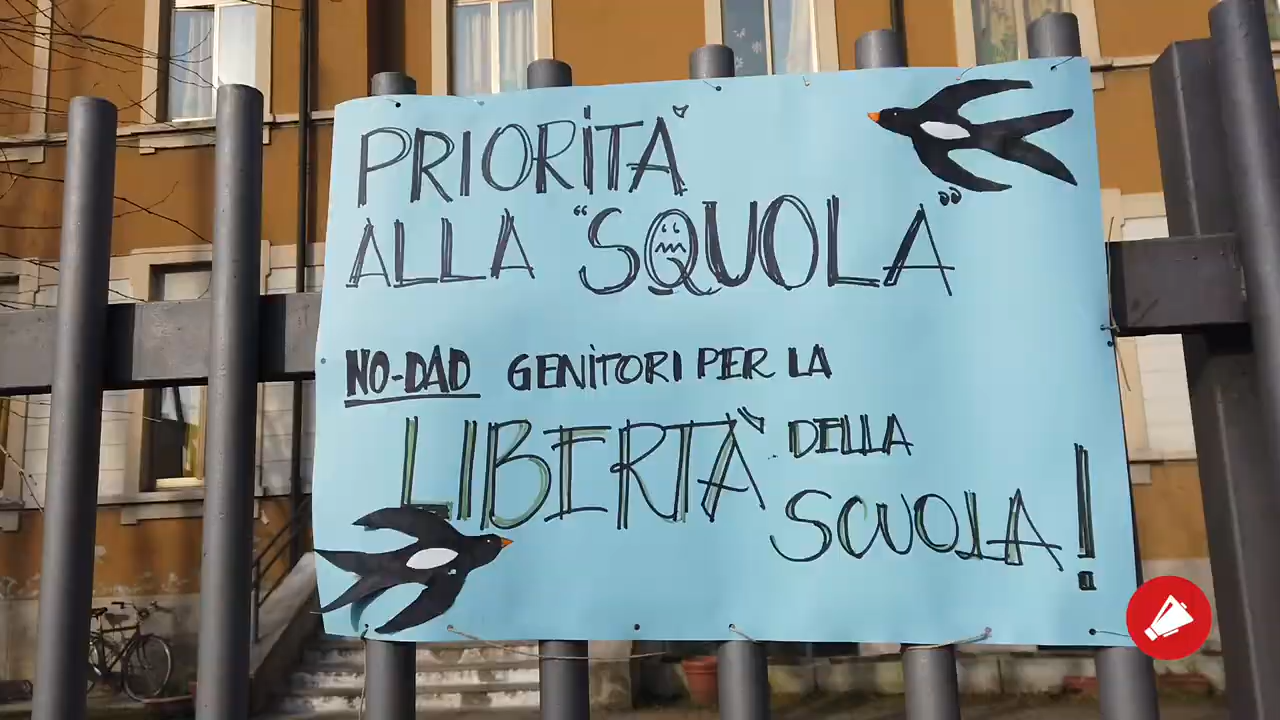 PRIORITÀ
ALLA "SQUOLA"
NO-DAD GENITORI PER LA
LIBERTÀ DELLA
SCUOLA!